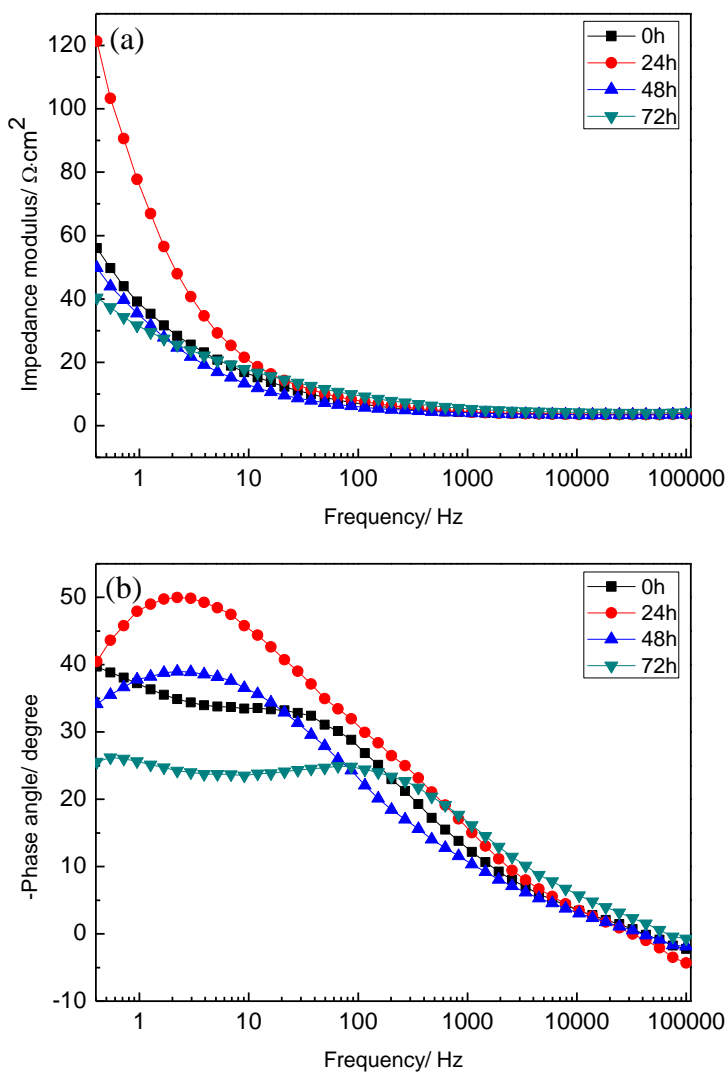 (a)
0h
24h
48h
72h
120
100
80
60
40
20
0
Impedance modulus/ Ω·cm²
1
10
100
1000
10000
100000
Frequency/ Hz
(b)
0h
24h
48h
72h
50
40
30
20
10
0
-10
-Phase angle/ degree
1
10
100
1000
10000
100000
Frequency/ Hz